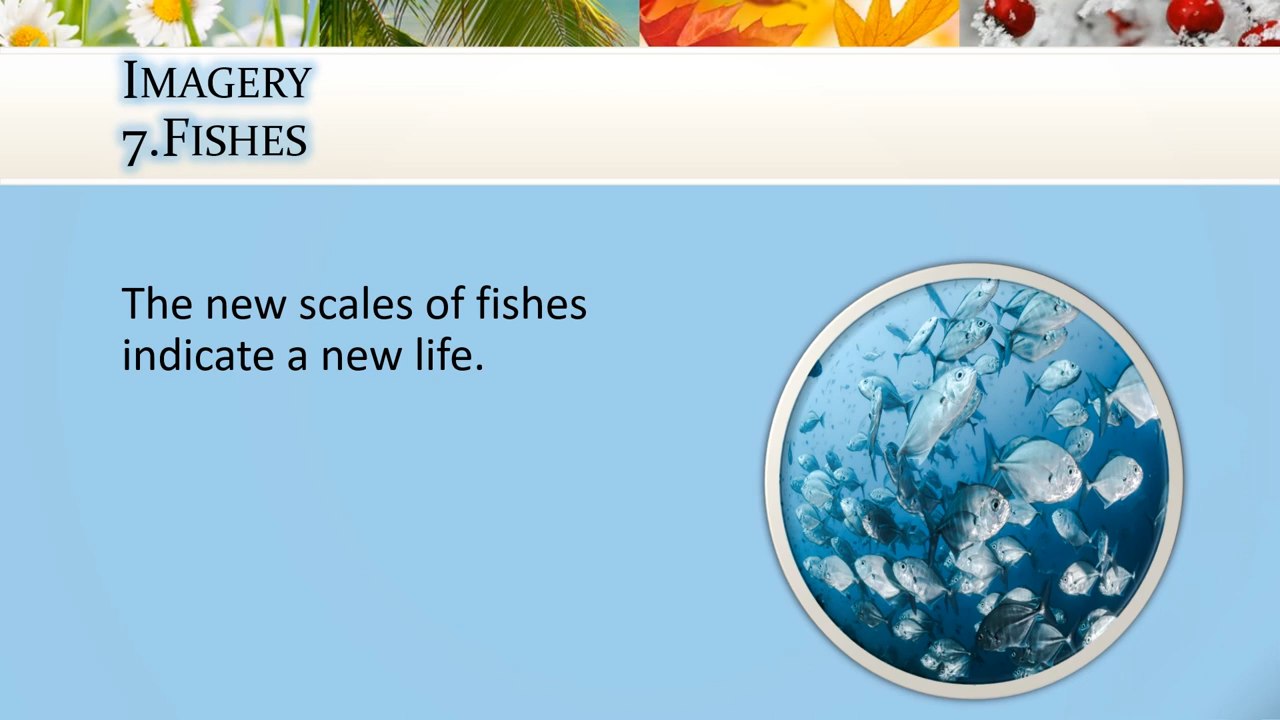 Imagery
7.Fishes
The new scales of fishes
indicate a new life.